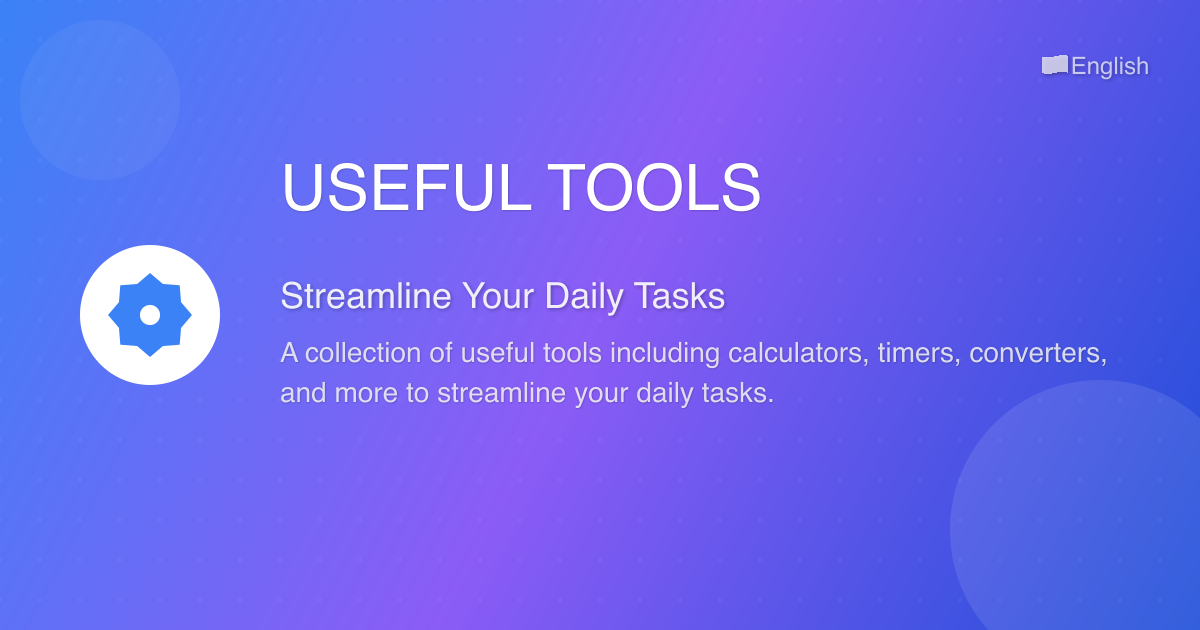 English
USEFUL TOOLS
Streamline Your Daily Tasks
A collection of useful tools including calculators, timers, converters,
and more to streamline your daily tasks.